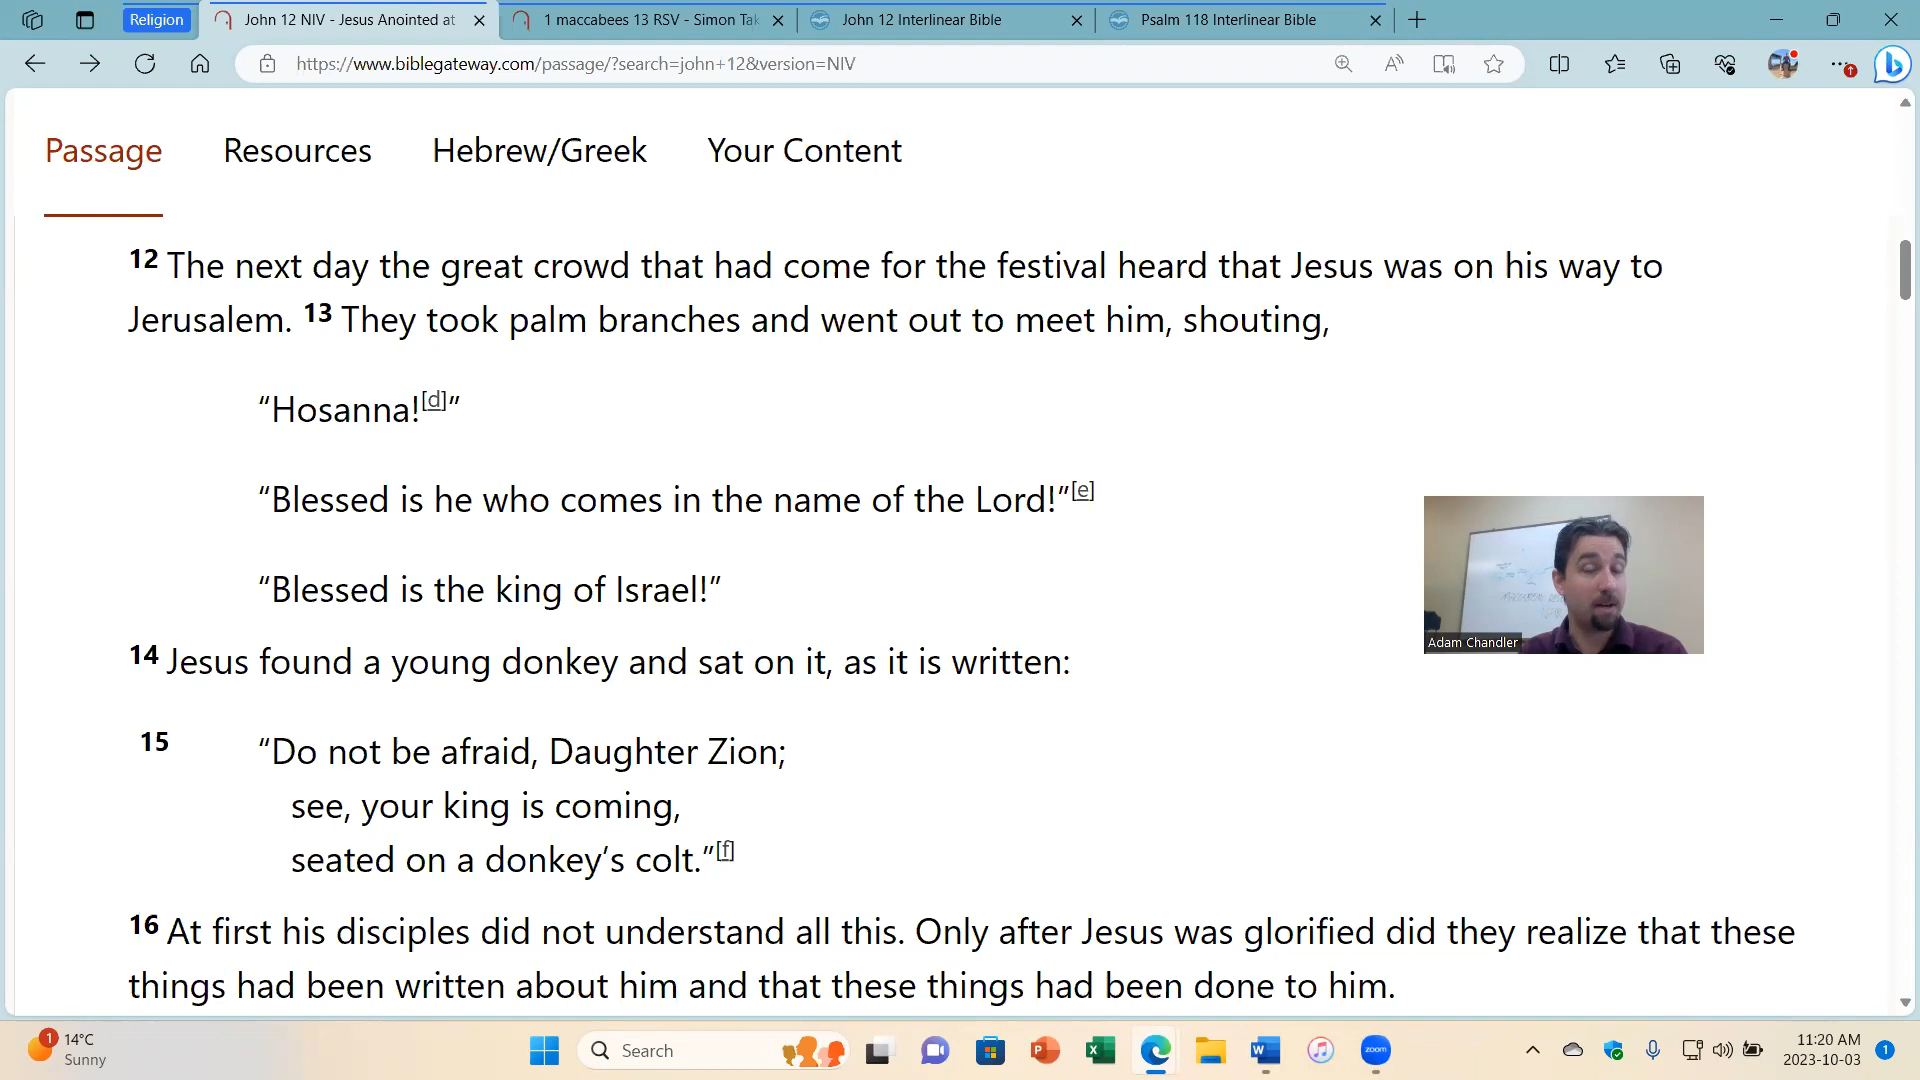 Religion
John 12 NIV - Jesus Anointed at
1 maccabees 13 RSV - Simon Tak
John 12 Interlinear Bible
Psalm 118 Interlinear Bible
https://www.biblegateway.com/passage/?search=john+12&version=NIV
Passage Resources Hebrew/Greek Your Content
12 The next day the great crowd that had come for the festival heard that Jesus was on his way to
Jerusalem. 13 They took palm branches and went out to meet him, shouting,
“Hosanna![d]”
“Blessed is he who comes in the name of the Lord!”[e]
“Blessed is the king of Israel!”
Adam Chandler
14 Jesus found a young donkey and sat on it, as it is written:
15 “Do not be afraid, Daughter Zion;
see, your king is coming,
seated on a donkey’s colt.”[f]
16 At first his disciples did not understand all this. Only after Jesus was glorified did they realize that these
things had been written about him and that these things had been done to him.
1
14°C
Sunny
Search
zoom
11:20 AM
2023-10-03
1